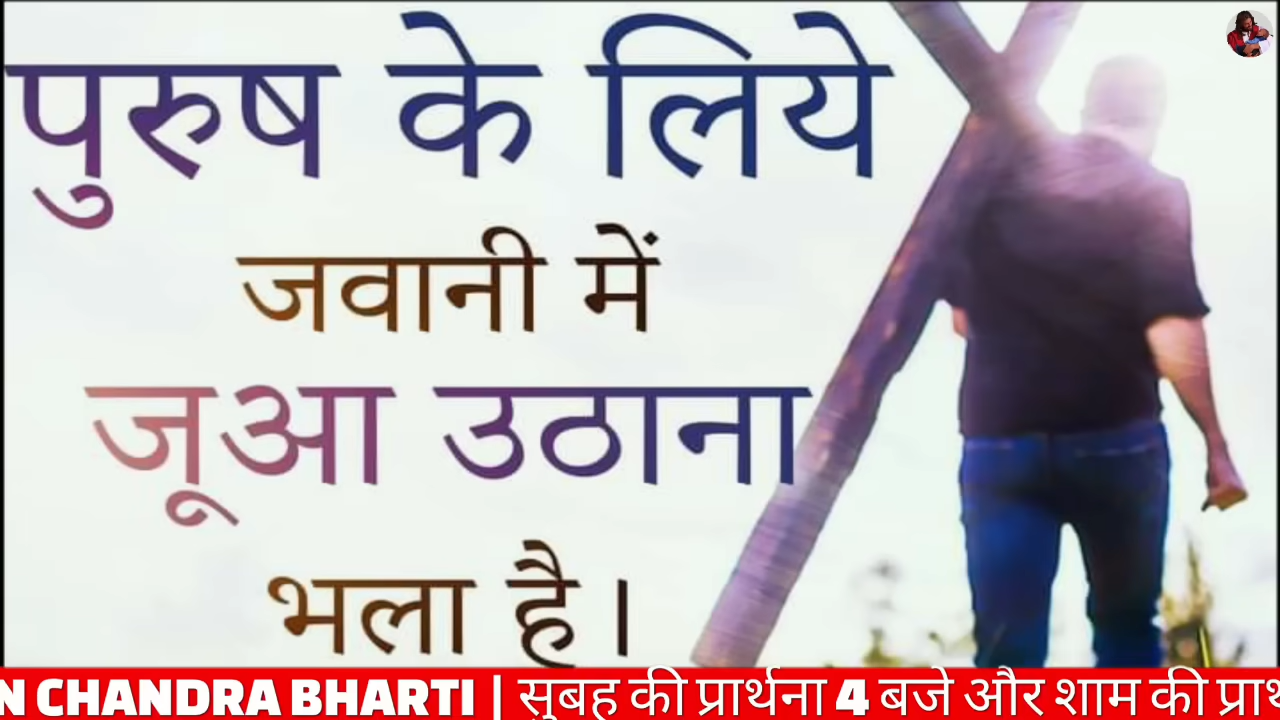 पुरुष के लिये
जवानी में
जूआ उठाना
भला है।
N CHANDRA BHARTI | सुबह की प्रार्थना 4 बजे और शाम की प्रार्थ